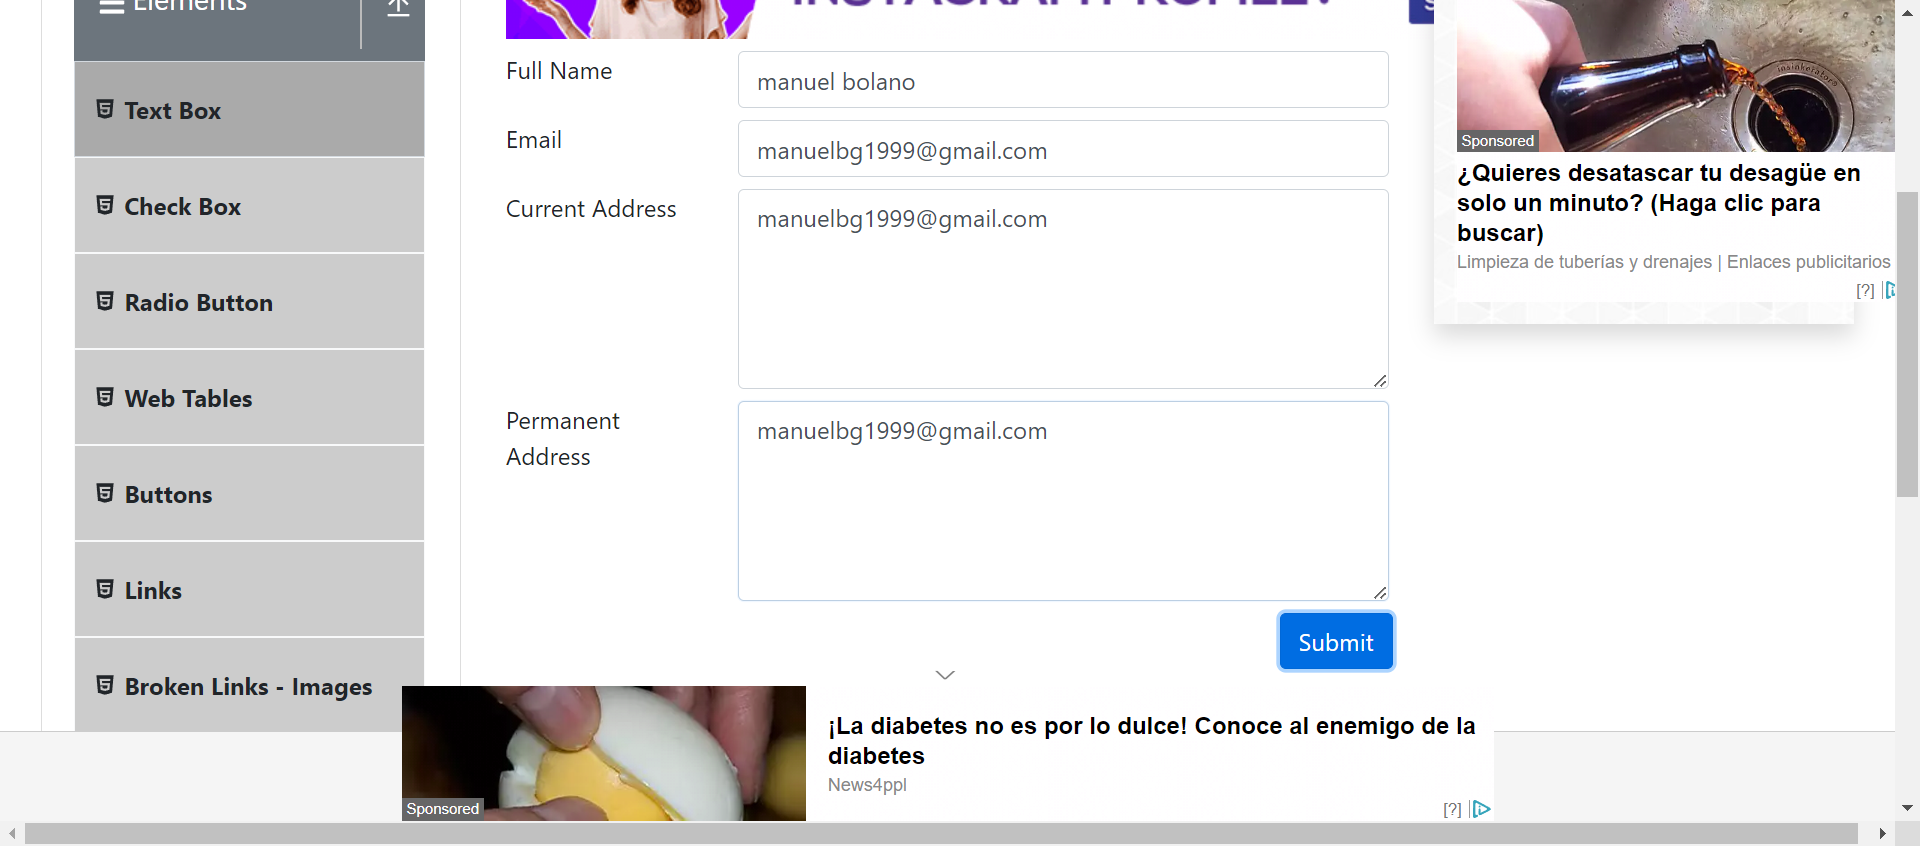 Elements
INSTAGRAM PROFILE?
Full Name
manuel bolano
Text Box
Email
manuelbg1999@gmail.com
Sponsored
¿Quieres desatascar tu desagüe en
solo un minuto? (Haga clic para
buscar)
Limpieza de tuberías y drenajes | Enlaces publicitarios
[?]
Check Box
Current Address
manuelbg1999@gmail.com
Radio Button
Web Tables
Permanent
Address
manuelbg1999@gmail.com
Buttons
Links
Submit
Broken Links - Images
Sponsored
¡La diabetes no es por lo dulce! Conoce al enemigo de la
diabetes
News4ppl
[?]